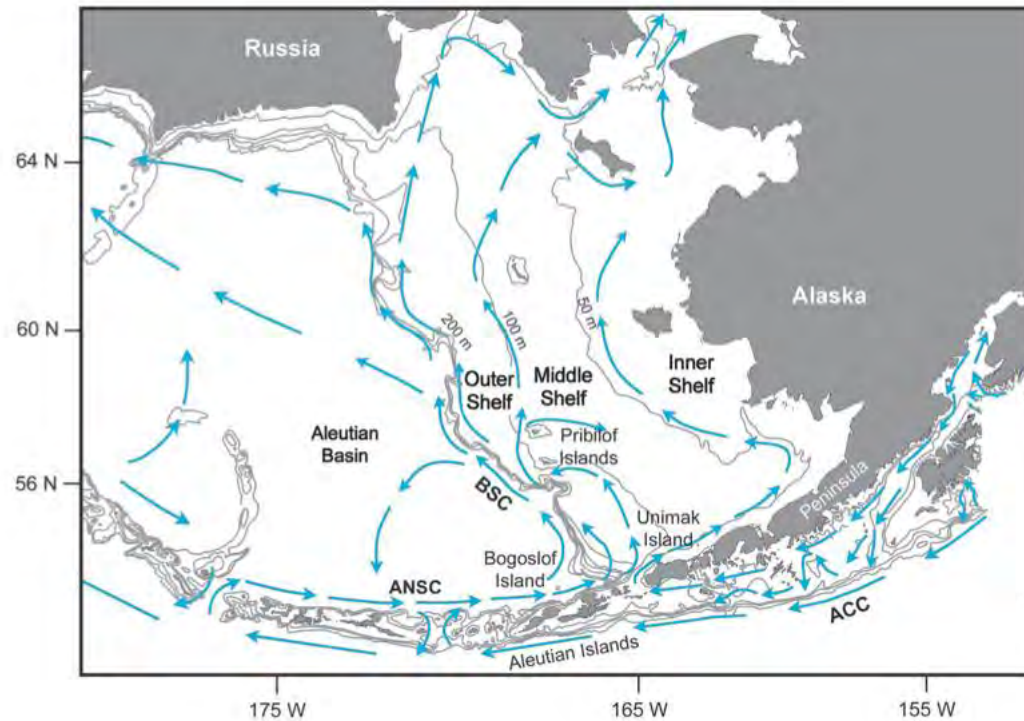 Russia
64 N
Alaska
60 N
200 m
100 m
50 m
Outer
Shelf
Middle
Shelf
Inner
Shelf
Aleutian
Basin
Pribilof
Islands
56 N
BSC
Peninsula
Unimak
Island
Bogoslof
Island
ANSC
ACC
Aleutian Islands
175 W
165 W
155 W